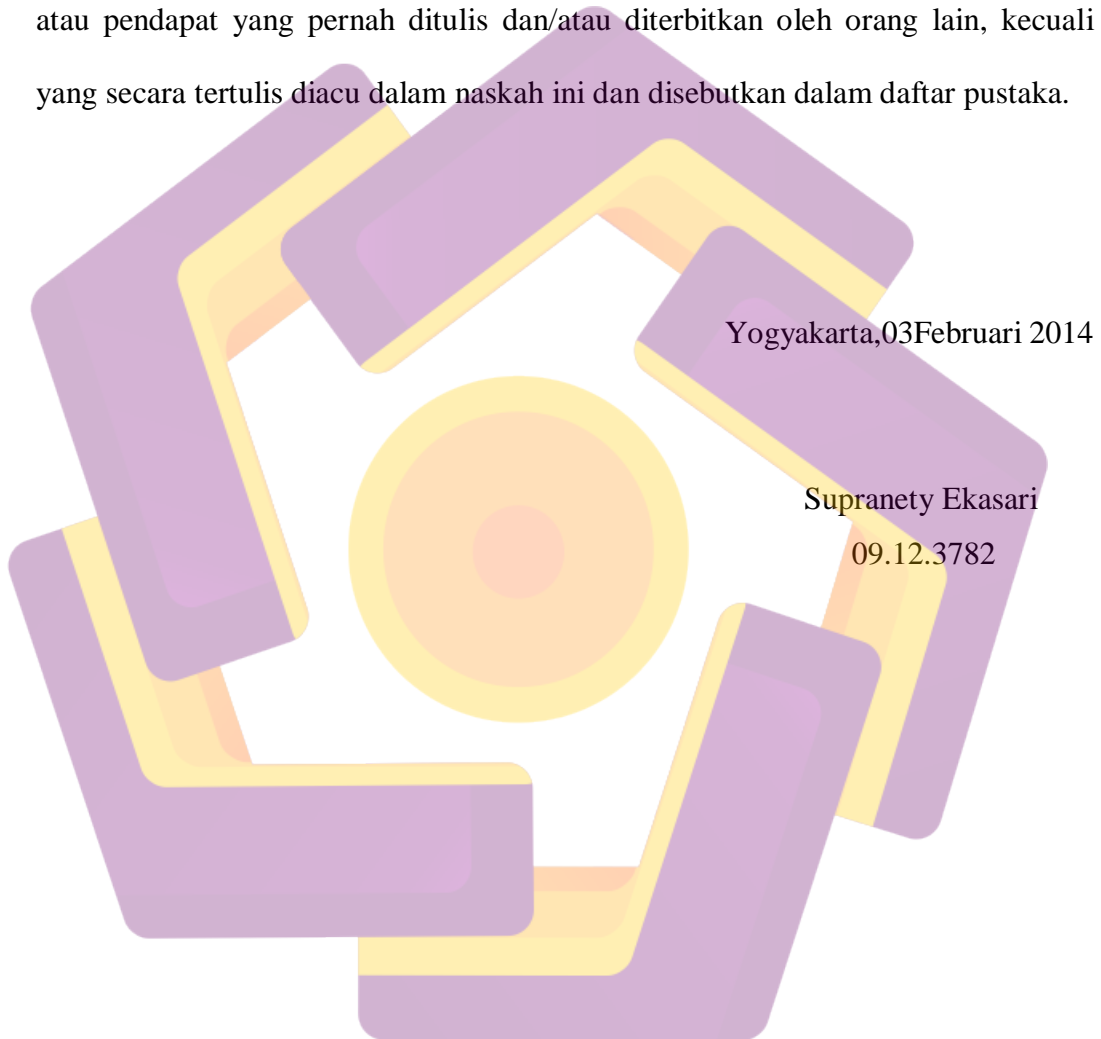 atau pendapat yang pernah ditulis dan/atau diterbitkan oleh orang lain, kecuali
yang secara tertulis diacu dalam naskah ini dan disebutkan dalam daftar pustaka.
Yogyakarta,03Februari 2014
Supranety Ekasari
09.12.3782